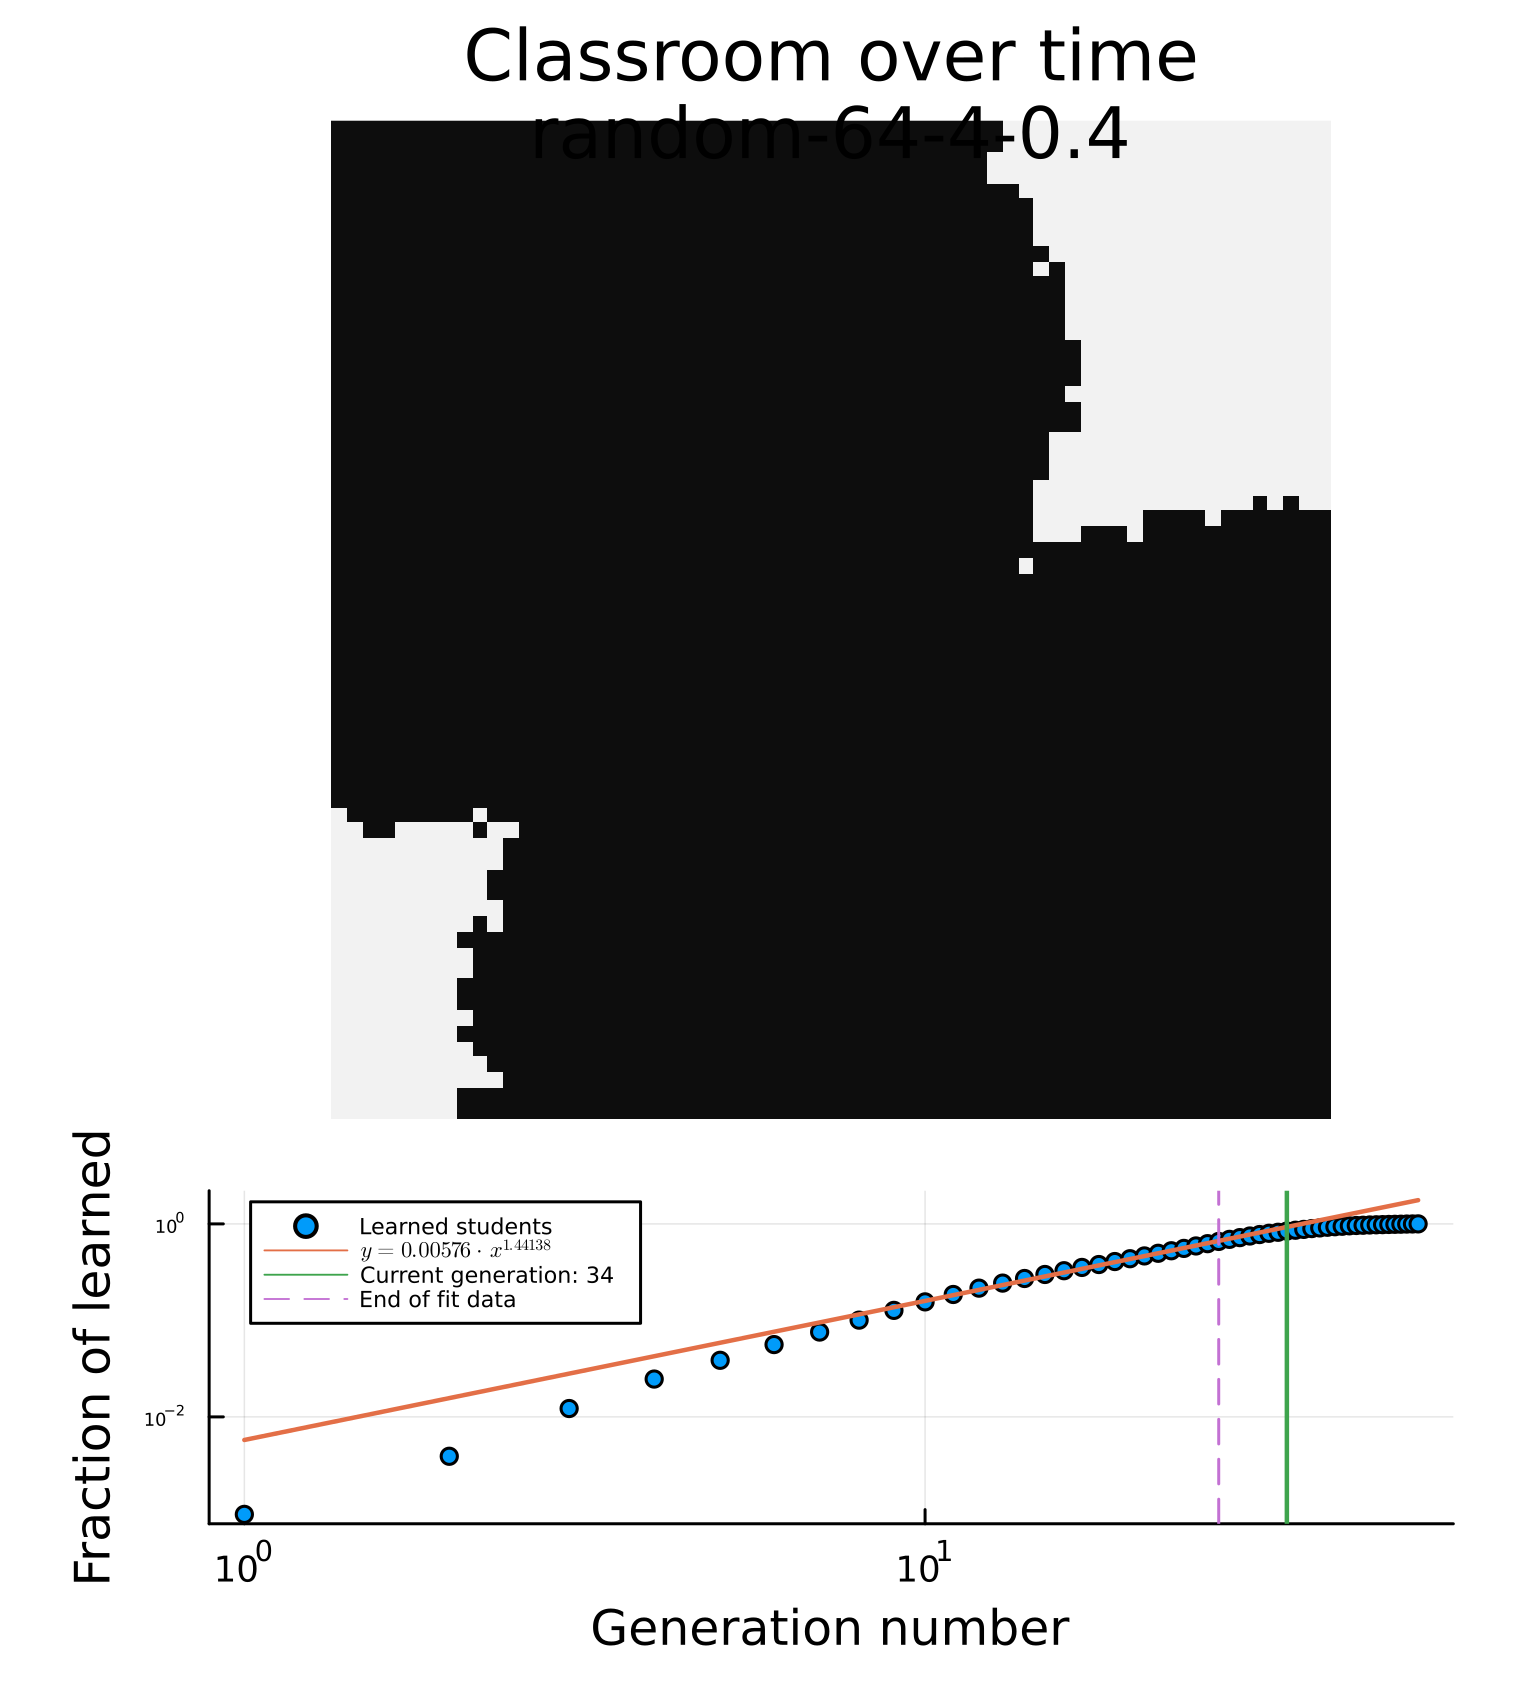 Classroom over time
random-64-4-0.4
Fraction of learned
10⁰
10⁻²
Learned students
y = 0.00576 · x^1.44138
Current generation: 34
End of fit data
10⁰
10¹
Generation number